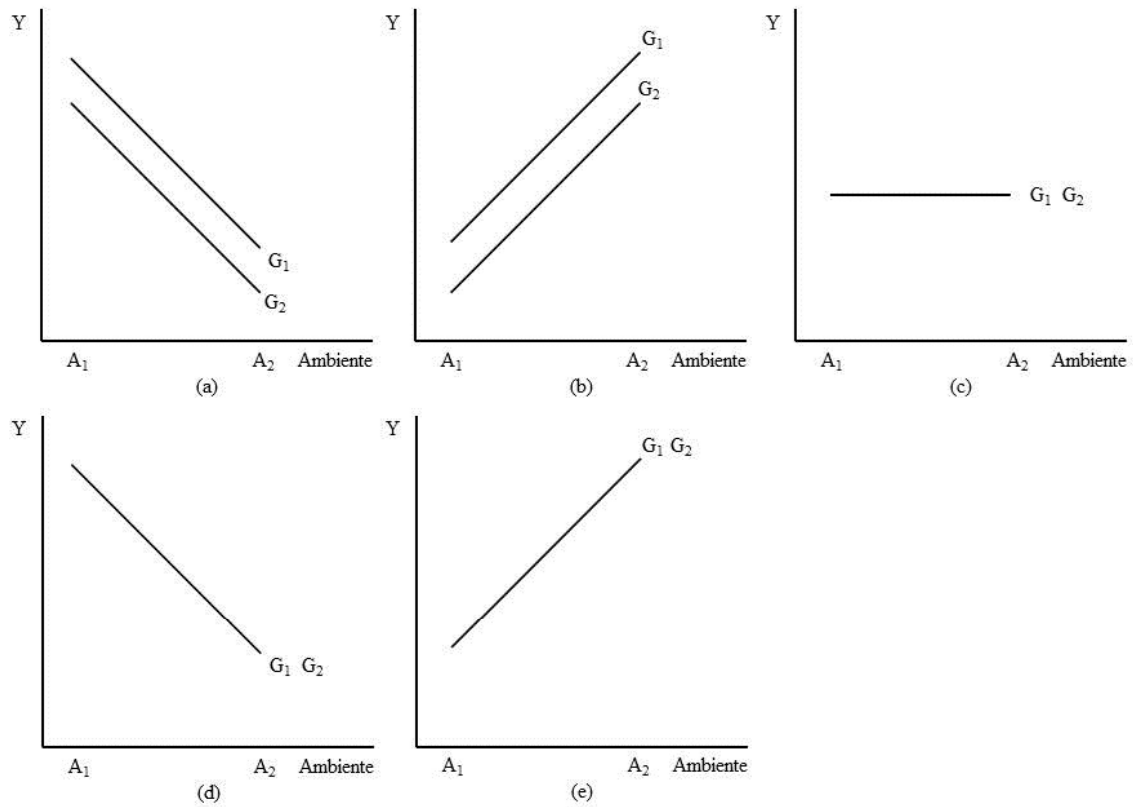 Y
G₁
G₂
A₁ A₂ Ambiente
(a)
Y
G₁
G₂
A₁ A₂ Ambiente
(b)
Y
G₁ G₂
A₁ A₂ Ambiente
(c)
Y
G₁ G₂
A₁ A₂ Ambiente
(d)
Y
G₁ G₂
A₁ A₂ Ambiente
(e)